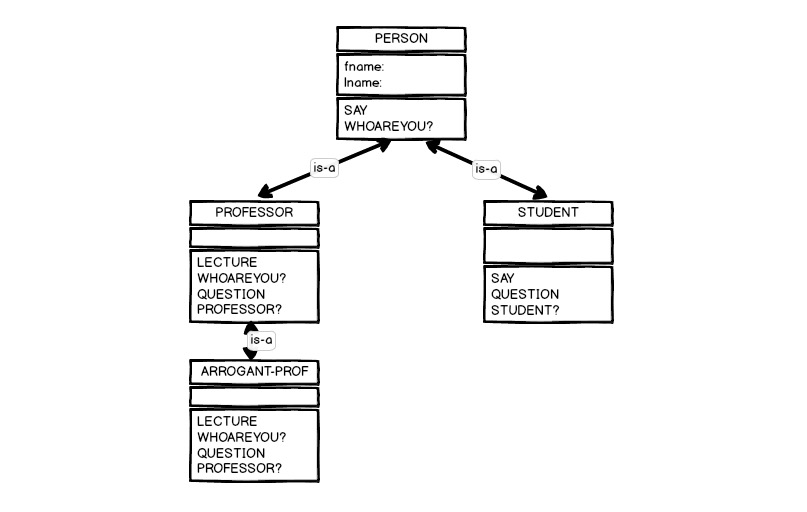 PERSON
fname:
lname:
SAY
WHOAREYOU?
is-a
is-a
PROFESSOR
LECTURE
WHOAREYOU?
QUESTION
PROFESSOR?
STUDENT
SAY
QUESTION
STUDENT?
is-a
ARROGANT-PROF
LECTURE
WHOAREYOU?
QUESTION
PROFESSOR?